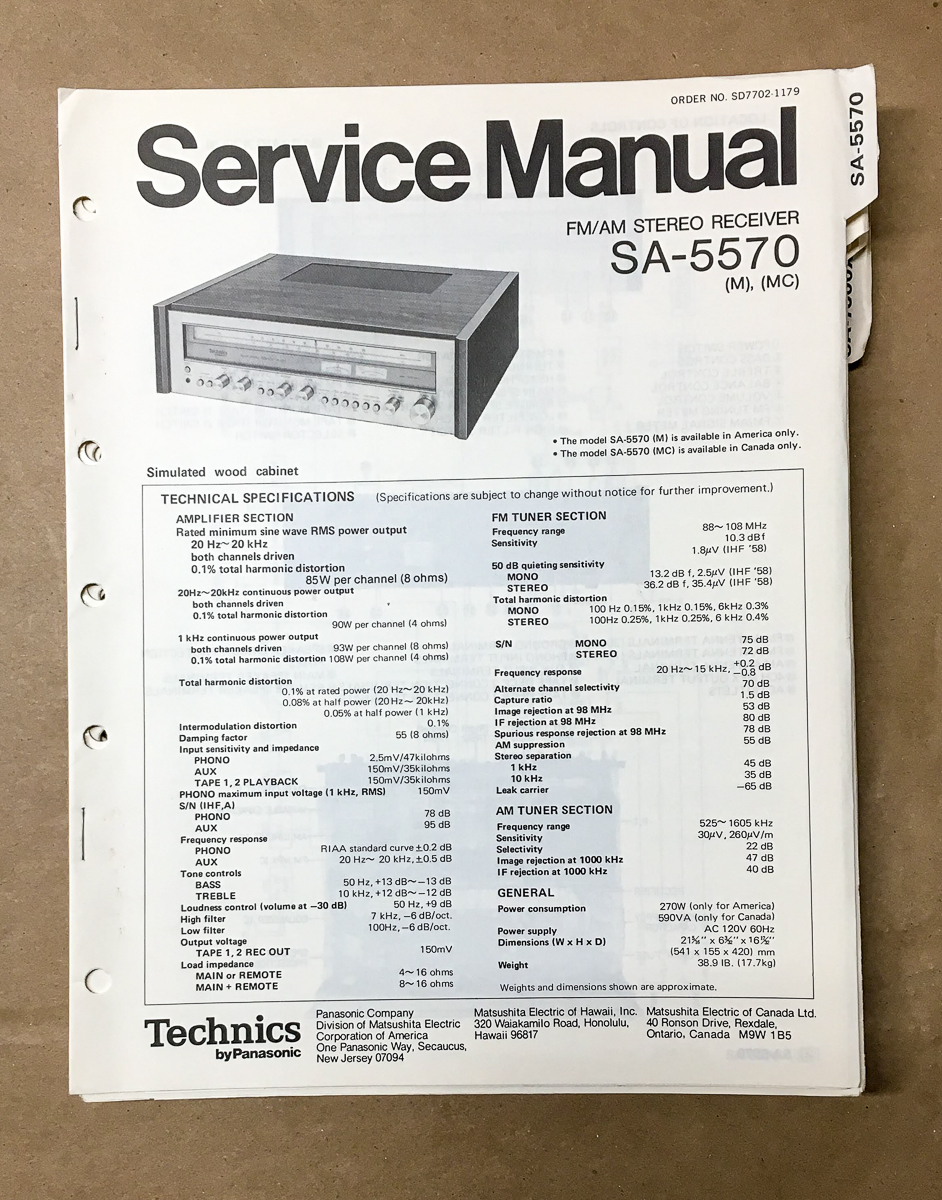 ORDER NO. SD7702-1179
Service Manual
SA-5570
FM/AM STEREO RECEIVER
SA-5570
(M), (MC)
Technics
• The model SA-5570 (M) is available in America only.
• The model SA-5570 (MC) is available in Canada only.
Simulated wood cabinet
TECHNICAL SPECIFICATIONS (Specifications are subject to change without notice for further improvement.)
AMPLIFIER SECTION
Rated minimum sine wave RMS power output
20 Hz~20 kHz
both channels driven
0.1% total harmonic distortion
85W per channel (8 ohms)
20Hz~20kHz continuous power output
both channels driven
0.1% total harmonic distortion
90W per channel (4 ohms)
1 kHz continuous power output
both channels driven 93W per channel (8 ohms)
0.1% total harmonic distortion 108W per channel (4 ohms)
Total harmonic distortion
0.1% at rated power (20 Hz~20 kHz)
0.08% at half power (20 Hz~20kHz)
0.05% at half power (1 kHz)
Intermodulation distortion 0.1%
Damping factor 55 (8 ohms)
Input sensitivity and impedance
PHONO 2.5mV/47kilohms
AUX 150mV/35kilohms
TAPE 1, 2 PLAYBACK 150mV/35kilohms
PHONO maximum input voltage (1 kHz, RMS) 150mV
S/N (IHF,A)
PHONO 78 dB
AUX 95 dB
Frequency response
PHONO RIAA standard curve ±0.2 dB
AUX 20 Hz~ 20 kHz, ±0.5 dB
Tone controls
BASS 50 Hz, +13 dB~−13 dB
TREBLE 10 kHz, +12 dB~−12 dB
Loudness control (volume at −30 dB) 50 Hz, +9 dB
High filter 7 kHz, −6 dB/oct.
Low filter 100Hz, −6 dB/oct.
Output voltage
TAPE 1, 2 REC OUT 150mV
Load impedance
MAIN or REMOTE 4~16 ohms
MAIN + REMOTE 8~16 ohms
FM TUNER SECTION
Frequency range 88~108 MHz
Sensitivity 10.3 dBf
1.8µV (IHF '58)
50 dB quieting sensitivity
MONO 13.2 dB f, 2.5µV (IHF '58)
STEREO 36.2 dB f, 35.4µV (IHF '58)
Total harmonic distortion
MONO 100 Hz 0.15%, 1kHz 0.15%, 6kHz 0.3%
STEREO 100Hz 0.25%, 1kHz 0.25%, 6 kHz 0.4%
S/N MONO 75 dB
STEREO 72 dB
Frequency response 20 Hz~15 kHz, +0.2 −0.8 dB
Alternate channel selectivity 70 dB
Capture ratio 1.5 dB
Image rejection at 98 MHz 53 dB
IF rejection at 98 MHz 80 dB
Spurious response rejection at 98 MHz 78 dB
AM suppression 55 dB
Stereo separation
1 kHz 45 dB
10 kHz 35 dB
Leak carrier −65 dB
AM TUNER SECTION
Frequency range 525~1605 kHz
Sensitivity 30µV, 260µV/m
Selectivity 22 dB
Image rejection at 1000 kHz 47 dB
IF rejection at 1000 kHz 40 dB
GENERAL
Power consumption 270W (only for America)
590VA (only for Canada)
Power supply AC 120V 60Hz
Dimensions (W x H x D)
(541 x 155 x 420) mm
Weight 38.9 lB. (17.7kg)
Weights and dimensions shown are approximate.
Technics
by Panasonic
Panasonic Company
Division of Matsushita Electric
Corporation of America
One Panasonic Way, Secaucus,
New Jersey 07094
Matsushita Electric of Hawaii, Inc.
320 Waiakamilo Road, Honolulu,
Hawaii 96817
Matsushita Electric of Canada Ltd.
40 Ronson Drive, Rexdale,
Ontario, Canada M9W 1B5